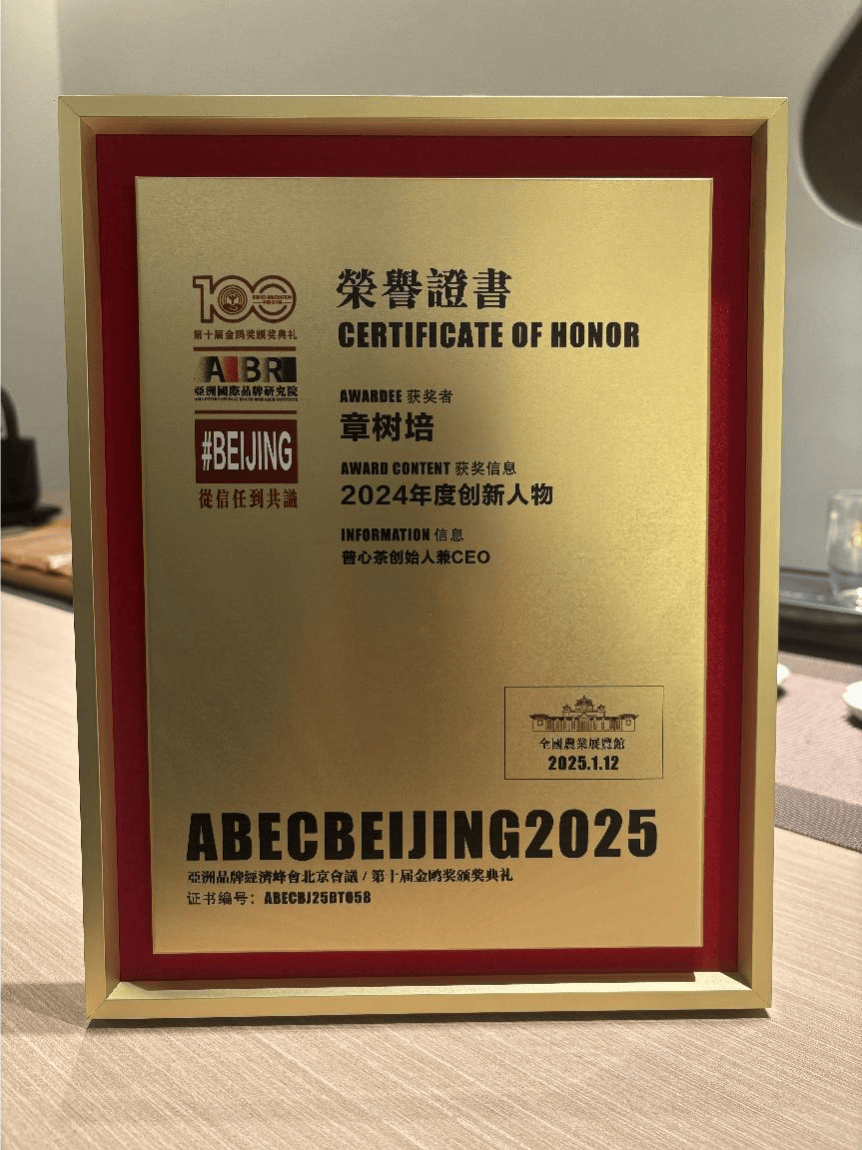 100
第十届金鸥奖颁奖典礼
ABRI
亞洲國際品牌研究院
#BEIJING
從信任到共識
榮譽證書
CERTIFICATE OF HONOR
AWARDEE 获奖者
章树培
AWARD CONTENT 获奖信息
2024年度创新人物
INFORMATION 信息
普心茶创始人兼CEO
全國農業展覽館
2025.1.12
ABECBEIJING2025
亞洲品牌經濟峰會北京會議 / 第十届金鸥奖颁奖典礼
证书编号：ABECBJ25BT058